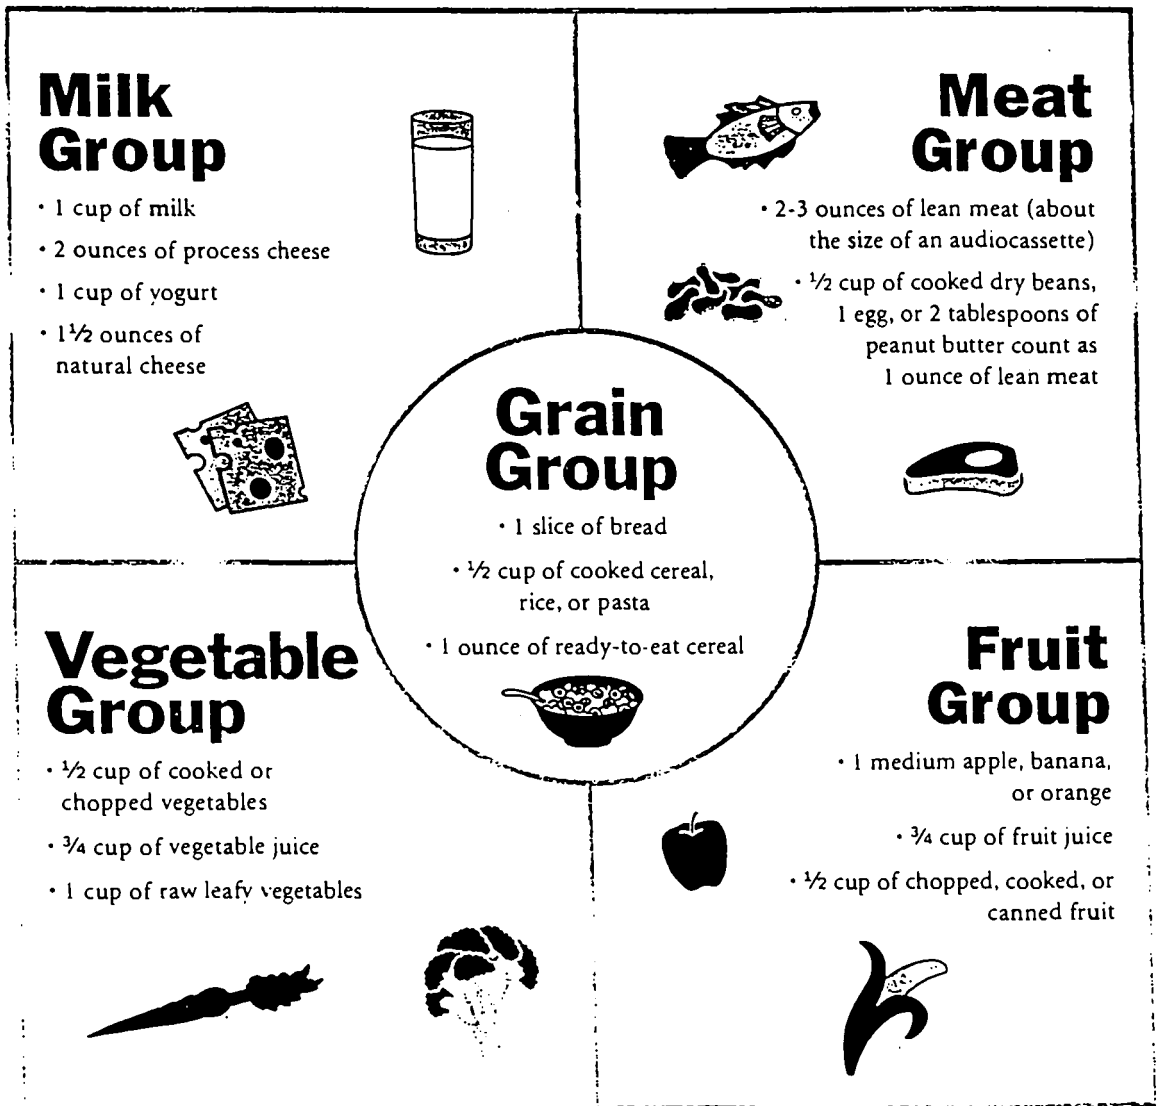 Milk
Group
• 1 cup of milk
• 2 ounces of process cheese
• 1 cup of yogurt
• 1½ ounces of
natural cheese
Meat
Group
• 2-3 ounces of lean meat (about
the size of an audiocassette)
• ½ cup of cooked dry beans,
1 egg, or 2 tablespoons of
peanut butter count as
1 ounce of lean meat
Grain
Group
• 1 slice of bread
• ½ cup of cooked cereal,
rice, or pasta
• 1 ounce of ready-to-eat cereal
Vegetable
Group
• ½ cup of cooked or
chopped vegetables
• ¾ cup of vegetable juice
• 1 cup of raw leafy vegetables
Fruit
Group
• 1 medium apple, banana,
or orange
• ¾ cup of fruit juice
• ½ cup of chopped, cooked, or
canned fruit